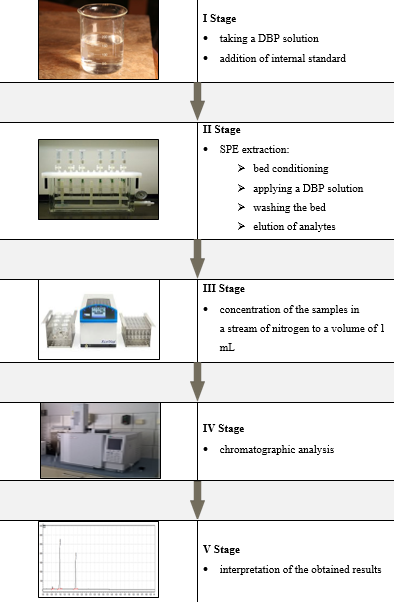 I Stage
• taking a DBP solution
• addition of internal standard
II Stage
• SPE extraction:
➢ bed conditioning
➢ applying a DBP solution
➢ washing the bed
➢ elution of analytes
III Stage
• concentration of the samples in
a stream of nitrogen to a volume of 1
mL
IV Stage
• chromatographic analysis
V Stage
• interpretation of the obtained results